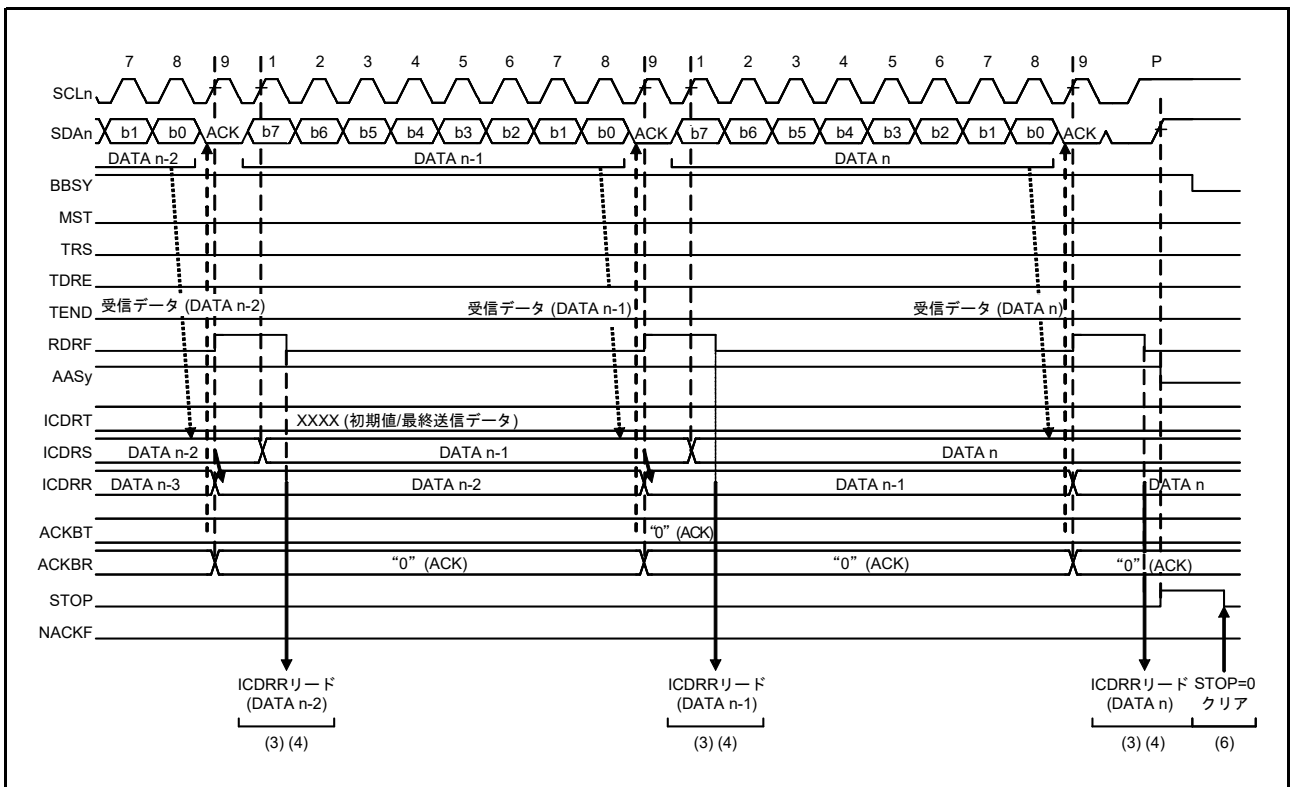 7 8 9 1 2 3 4 5 6 7 8 9 1 2 3 4 5 6 7 8 9 P
SCLn
SDAn b1 b0 ACK b7 b6 b5 b4 b3 b2 b1 b0 ACK b7 b6 b5 b4 b3 b2 b1 b0 ACK
DATA n-2 DATA n-1 DATA n
BBSY
MST
TRS
TDRE
TEND 受信データ (DATA n-2) 受信データ (DATA n-1) 受信データ (DATA n)
RDRF
AASy
ICDRT XXXX (初期値/最終送信データ)
ICDRS DATA n-2 DATA n-1 DATA n
ICDRR DATA n-3 DATA n-2 DATA n-1 DATA n
ACKBT “0” (ACK)
ACKBR “0” (ACK) “0” (ACK) “0” (ACK)
STOP
NACKF
ICDRRリード ICDRRリード ICDRRリード STOP=0
(DATA n-2) (DATA n-1) (DATA n) クリア
(3) (4) (3) (4) (3) (4) (6)